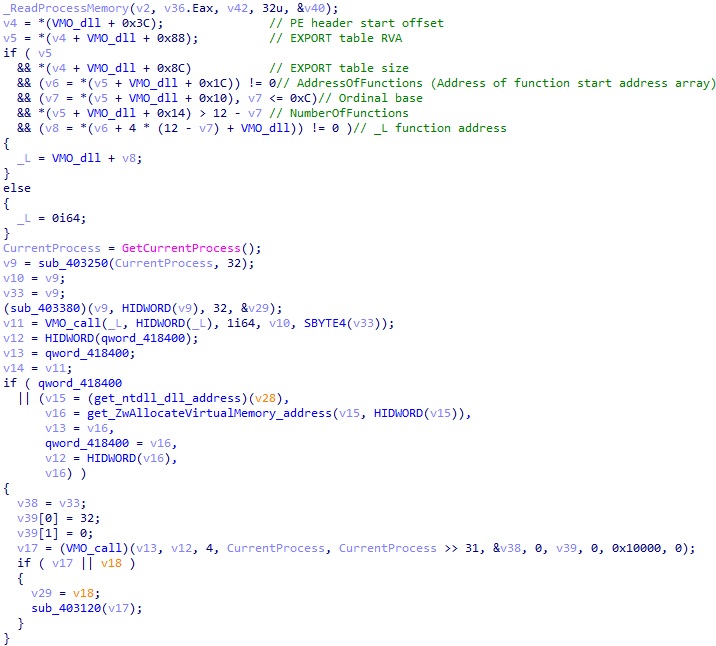 _ReadProcessMemory(v2, v36.Eax, v42, 32u, &v40);
v4 = *(VMO_dll + 0x3C);                // PE header start offset
v5 = *(v4 + VMO_dll + 0x88);           // EXPORT table RVA
if ( v5
  && *(v4 + VMO_dll + 0x8C)            // EXPORT table size
  && (v6 = *(v5 + VMO_dll + 0x1C)) != 0// AddressOfFunctions (Address of function start address array)
  && (v7 = *(v5 + VMO_dll + 0x10), v7 <= 0xC)// Ordinal base
  && *(v5 + VMO_dll + 0x14) > 12 - v7 // NumberOfFunctions
  && (v8 = *(v6 + 4 * (12 - v7) + VMO_dll)) != 0 )// _L function address
{
  _L = VMO_dll + v8;
}
else
{
  _L = 0i64;
}
CurrentProcess = GetCurrentProcess();
v9 = sub_403250(CurrentProcess, 32);
v10 = v9;
v33 = v9;
(sub_403380)(v9, HIDWORD(v9), 32, &v29);
v11 = VMO_call(_L, HIDWORD(_L), 1i64, v10, SBYTE4(v33));
v12 = HIDWORD(qword_418400);
v13 = qword_418400;
v14 = v11;
if ( qword_418400
  || (v15 = (get_ntdll_dll_address)(v28),
      v16 = get_ZwAllocateVirtualMemory_address(v15, HIDWORD(v15)),
      v13 = v16,
      qword_418400 = v16,
      v12 = HIDWORD(v16),
      v16) )
{
  v38 = v33;
  v39[0] = 32;
  v39[1] = 0;
  v17 = (VMO_call)(v13, v12, 4, CurrentProcess, CurrentProcess >> 31, &v38, 0, v39, 0, 0x10000, 0);
  if ( v17 || v18 )
  {
    v29 = v18;
    sub_403120(v17);
  }
}